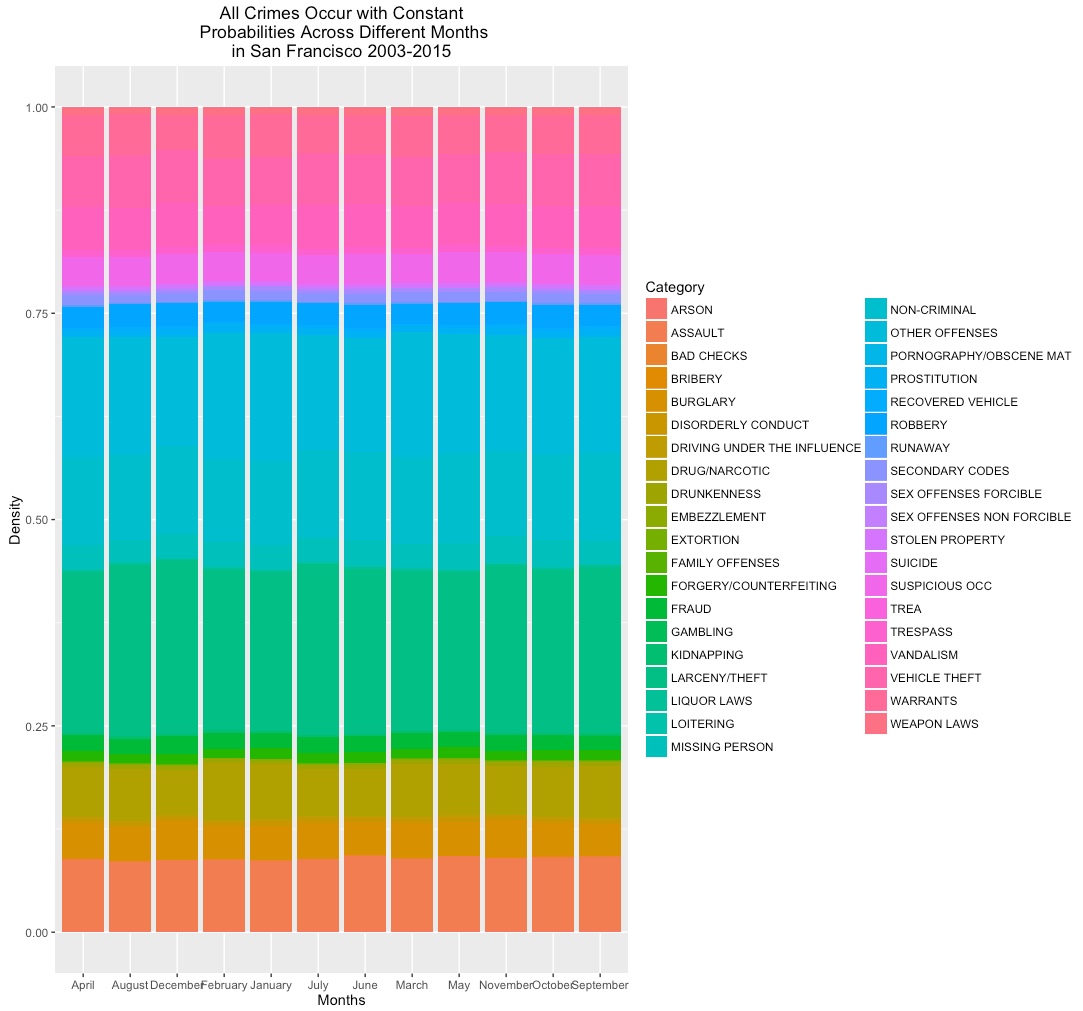 All Crimes Occur with Constant
Probabilities Across Different Months
in San Francisco 2003-2015
1.00
0.75
0.50
0.25
0.00
Density
April
August
December
February
January
July
June
March
May
November
October
September
Months
Category
ARSON
ASSAULT
BAD CHECKS
BRIBERY
BURGLARY
DISORDERLY CONDUCT
DRIVING UNDER THE INFLUENCE
DRUG/NARCOTIC
DRUNKENNESS
EMBEZZLEMENT
EXTORTION
FAMILY OFFENSES
FORGERY/COUNTERFEITING
FRAUD
GAMBLING
KIDNAPPING
LARCENY/THEFT
LIQUOR LAWS
LOITERING
MISSING PERSON
NON-CRIMINAL
OTHER OFFENSES
PORNOGRAPHY/OBSCENE MAT
PROSTITUTION
RECOVERED VEHICLE
ROBBERY
RUNAWAY
SECONDARY CODES
SEX OFFENSES FORCIBLE
SEX OFFENSES NON FORCIBLE
STOLEN PROPERTY
SUICIDE
SUSPICIOUS OCC
TREA
TRESPASS
VANDALISM
VEHICLE THEFT
WARRANTS
WEAPON LAWS